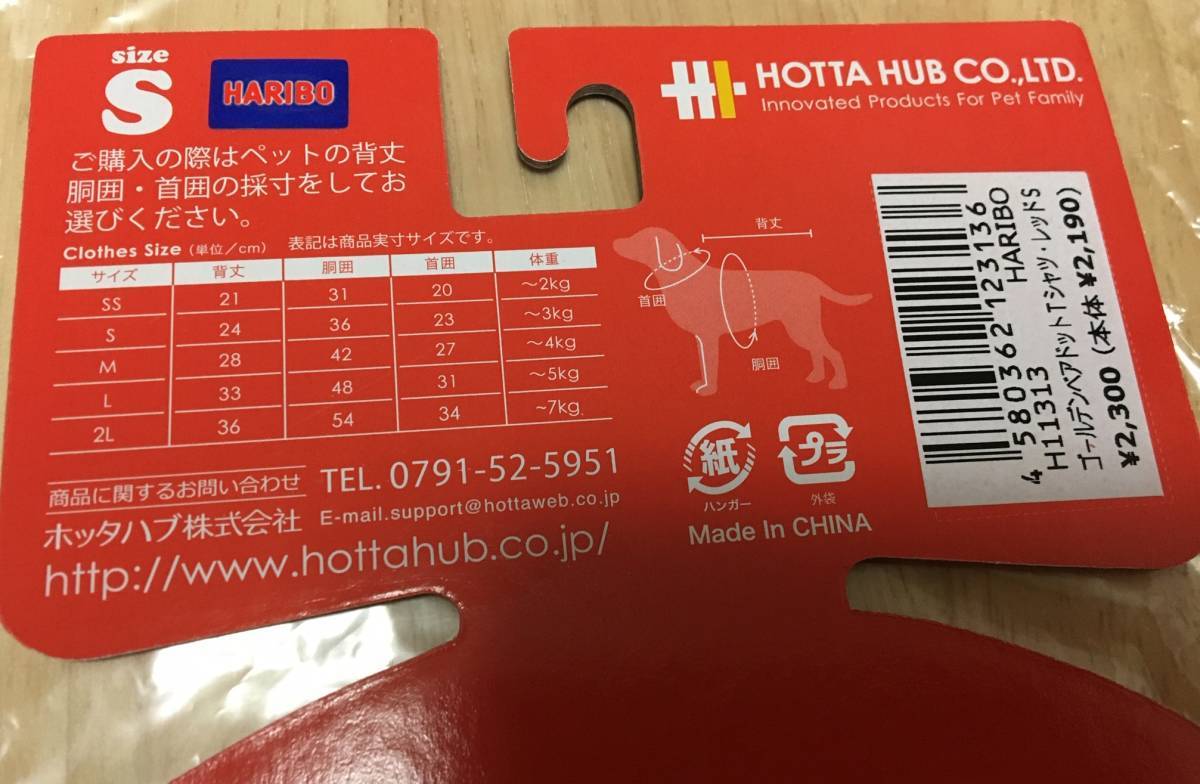 size
S
HARIBO
ご購入の際はペットの背丈
胴囲・首囲の採寸をしてお
選びください。
Clothes Size (単位/cm) 表記は商品実寸サイズです。
サイズ 背丈 胴囲 首囲 体重
SS 21 31 20 ~2kg
S 24 36 23 ~3kg
M 28 42 27 ~4kg
L 33 48 31 ~5kg
2L 36 54 34 ~7kg
商品に関するお問い合わせ
ホッタハブ株式会社
TEL. 0791-52-5951
E-mail.support@hottaweb.co.jp
http://www.hottahub.co.jp/
HI HOTTA HUB CO.,LTD.
Innovated Products For Pet Family
背丈
首囲
胴囲
紙
ハンガー
プラ
外袋
Made In CHINA
4 580362 123136
H11313 HARIBO
ゴールデンベアドットTシャツ・レッドS
¥2,300 (本体 ¥2,190)